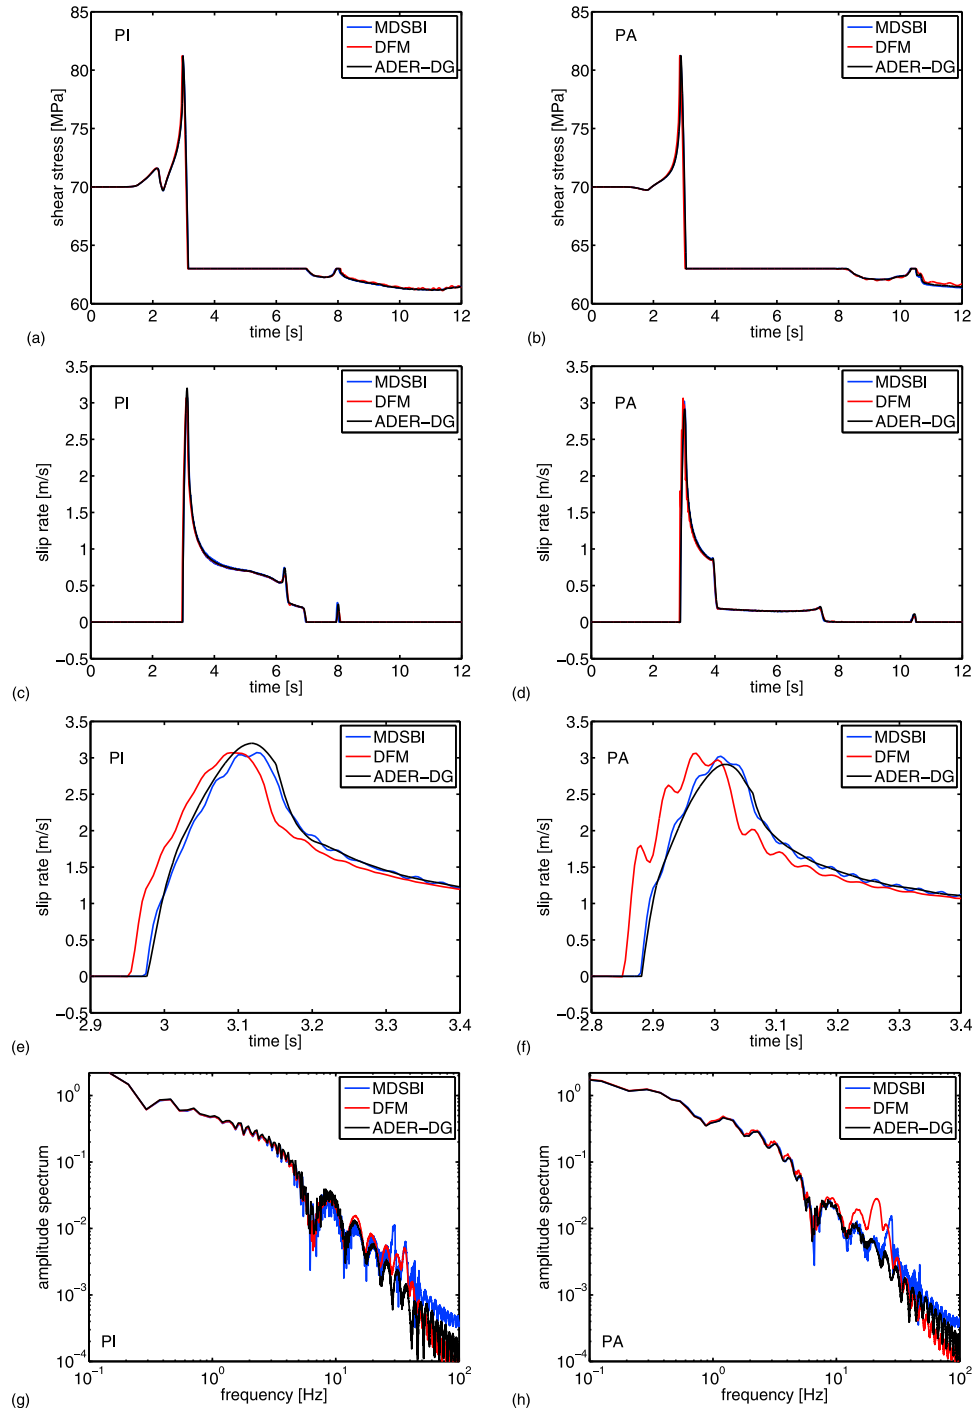 PI
MDSBI
DFM
ADER-DG
shear stress [MPa]
85
80
75
70
65
60
0 2 4 6 8 10 12
time [s]
(a)
PA
MDSBI
DFM
ADER-DG
shear stress [MPa]
85
80
75
70
65
60
0 2 4 6 8 10 12
time [s]
(b)
PI
MDSBI
DFM
ADER-DG
slip rate [m/s]
3.5
3
2.5
2
1.5
1
0.5
0
-0.5
0 2 4 6 8 10 12
time [s]
(c)
PA
MDSBI
DFM
ADER-DG
slip rate [m/s]
3.5
3
2.5
2
1.5
1
0.5
0
-0.5
0 2 4 6 8 10 12
time [s]
(d)
PI
MDSBI
DFM
ADER-DG
slip rate [m/s]
3.5
3
2.5
2
1.5
1
0.5
0
-0.5
2.9 3 3.1 3.2 3.3 3.4
time [s]
(e)
PA
MDSBI
DFM
ADER-DG
slip rate [m/s]
3.5
3
2.5
2
1.5
1
0.5
0
-0.5
2.8 2.9 3 3.1 3.2 3.3 3.4
time [s]
(f)
MDSBI
DFM
ADER-DG
amplitude spectrum
10^0
10^-1
10^-2
10^-3
10^-4
PI
10^-1 10^0 10^1 10^2
frequency [Hz]
(g)
MDSBI
DFM
ADER-DG
amplitude spectrum
10^0
10^-1
10^-2
10^-3
10^-4
PA
10^-1 10^0 10^1 10^2
frequency [Hz]
(h)